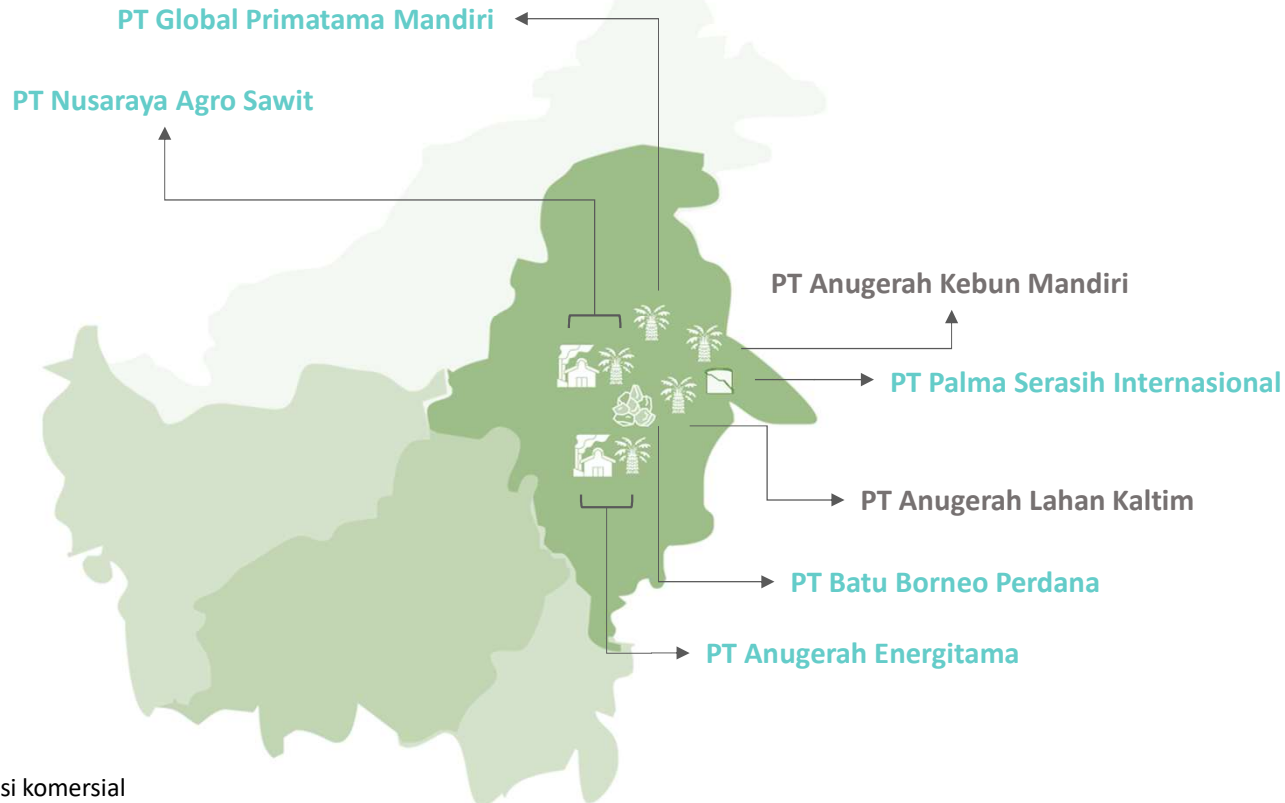 PT Global Primatama Mandiri
PT Nusaraya Agro Sawit
PT Anugerah Kebun Mandiri
PT Palma Serasih Internasional
PT Anugerah Lahan Kaltim
PT Batu Borneo Perdana
PT Anugerah Energitama
si komersial